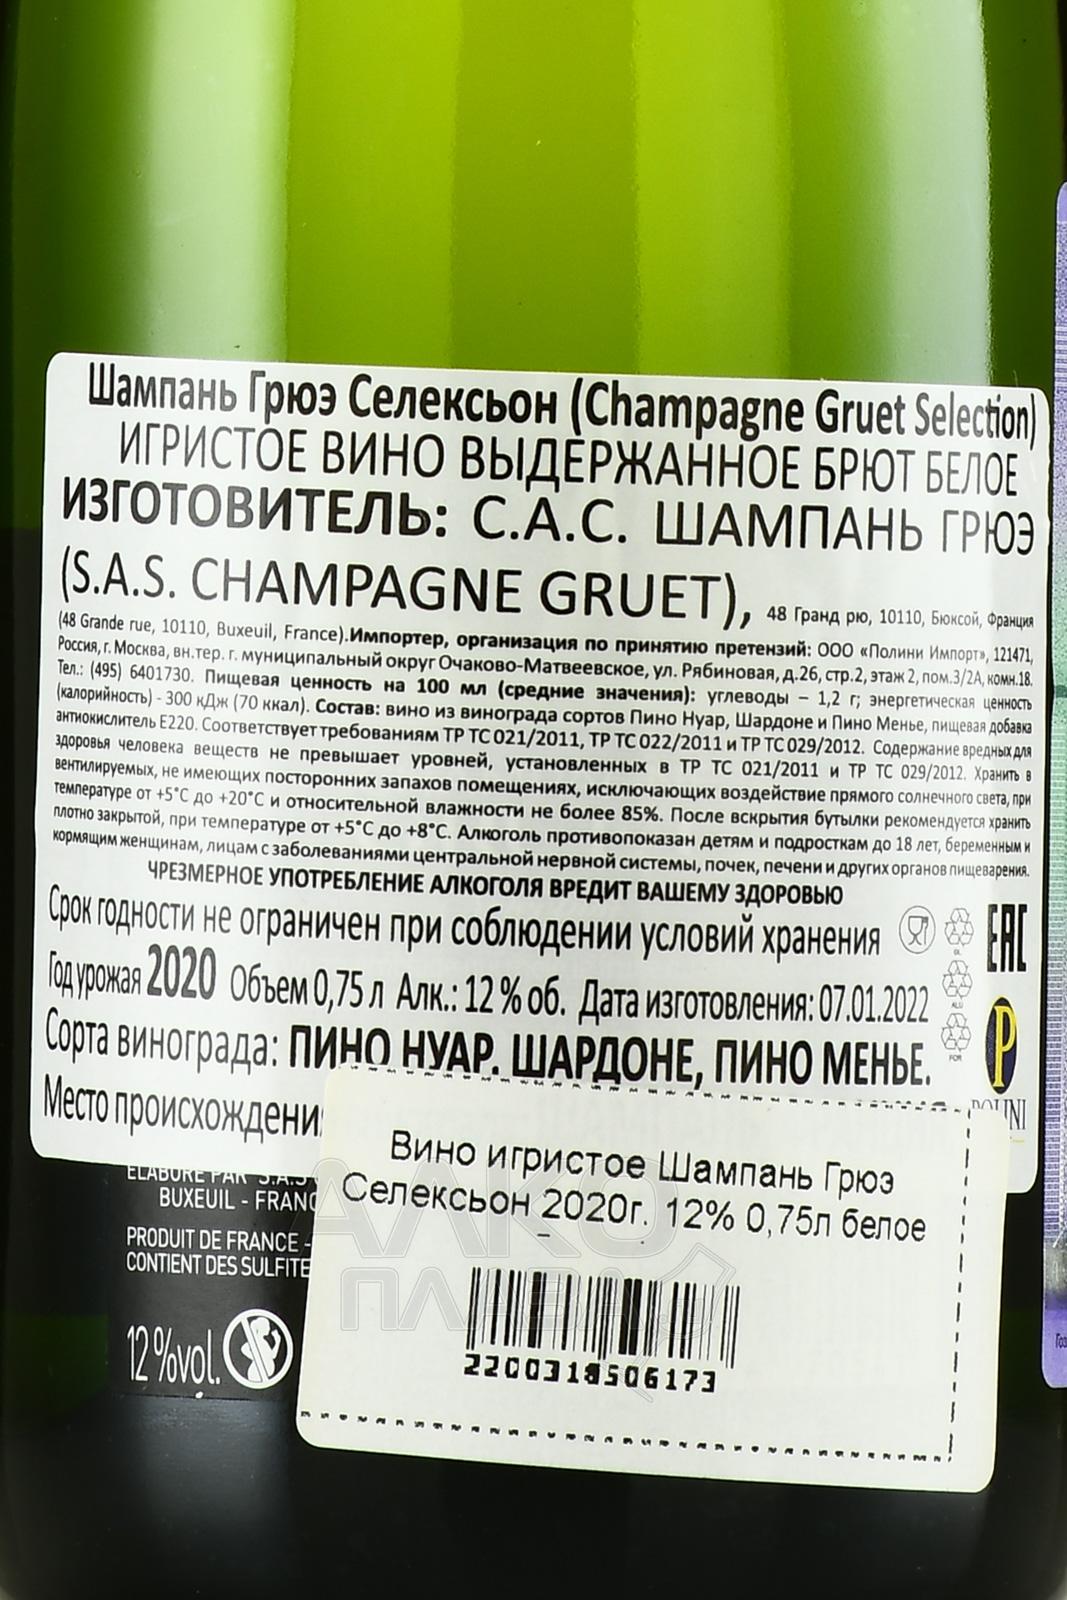 Шампань Грюэ Селексьон (Champagne Gruet Selection)
ИГРИСТОЕ ВИНО ВЫДЕРЖАННОЕ БРЮТ БЕЛОЕ
ИЗГОТОВИТЕЛЬ: С.А.С. ШАМПАНЬ ГРЮЭ
(S.A.S. CHAMPAGNE GRUET), 48 Гранд рю, 10110, Бюксой, Франция
(48 Grande rue, 10110, Buxeuil, France).Импортер, организация по принятию претензий: ООО «Полини Импорт», 121471,
Россия, г. Москва, вн.тер. г. муниципальный округ Очаково-Матвеевское, ул. Рябиновая, д.26, стр.2, этаж 2, пом.3/2А, комн.18.
Тел.: (495) 6401730. Пищевая ценность на 100 мл (средние значения): углеводы – 1,2 г; энергетическая ценность
(калорийность) - 300 кДж (70 ккал). Состав: вино из винограда сортов Пино Нуар, Шардоне и Пино Менье, пищевая добавка
антиокислитель Е220. Соответствует требованиям ТР ТС 021/2011, ТР ТС 022/2011 и ТР ТС 029/2012. Содержание вредных для
здоровья человека веществ не превышает уровней, установленных в ТР ТС 021/2011 и ТР ТС 029/2012. Хранить в
вентилируемых, не имеющих посторонних запахов помещениях, исключающих воздействие прямого солнечного света, при
температуре от +5°С до +20°С и относительной влажности не более 85%. После вскрытия бутылки рекомендуется хранить
плотно закрытой, при температуре от +5°С до +8°С. Алкоголь противопоказан детям и подросткам до 18 лет, беременным и
кормящим женщинам, лицам с заболеваниями центральной нервной системы, почек, печени и других органов пищеварения.
ЧРЕЗМЕРНОЕ УПОТРЕБЛЕНИЕ АЛКОГОЛЯ ВРЕДИТ ВАШЕМУ ЗДОРОВЬЮ
Срок годности не ограничен при соблюдении условий хранения
EAC
GL
ALU
FOR
Год урожая 2020 Объем 0,75 л Алк.: 12 % об. Дата изготовления: 07.01.2022
Сорта винограда: ПИНО НУАР, ШАРДОНЕ, ПИНО МЕНЬЕ.
P
POLINI
Место происхождени
ELABORÉ PAR S.A.S
BUXEUIL - FRANC
PRODUIT DE FRANCE -
CONTIENT DES SULFITE
12%vol.
Вино игристое Шампань Грюэ
Селексьон 2020г. 12% 0,75л белое
2200318506173
АЛКО
ПЛАЗА